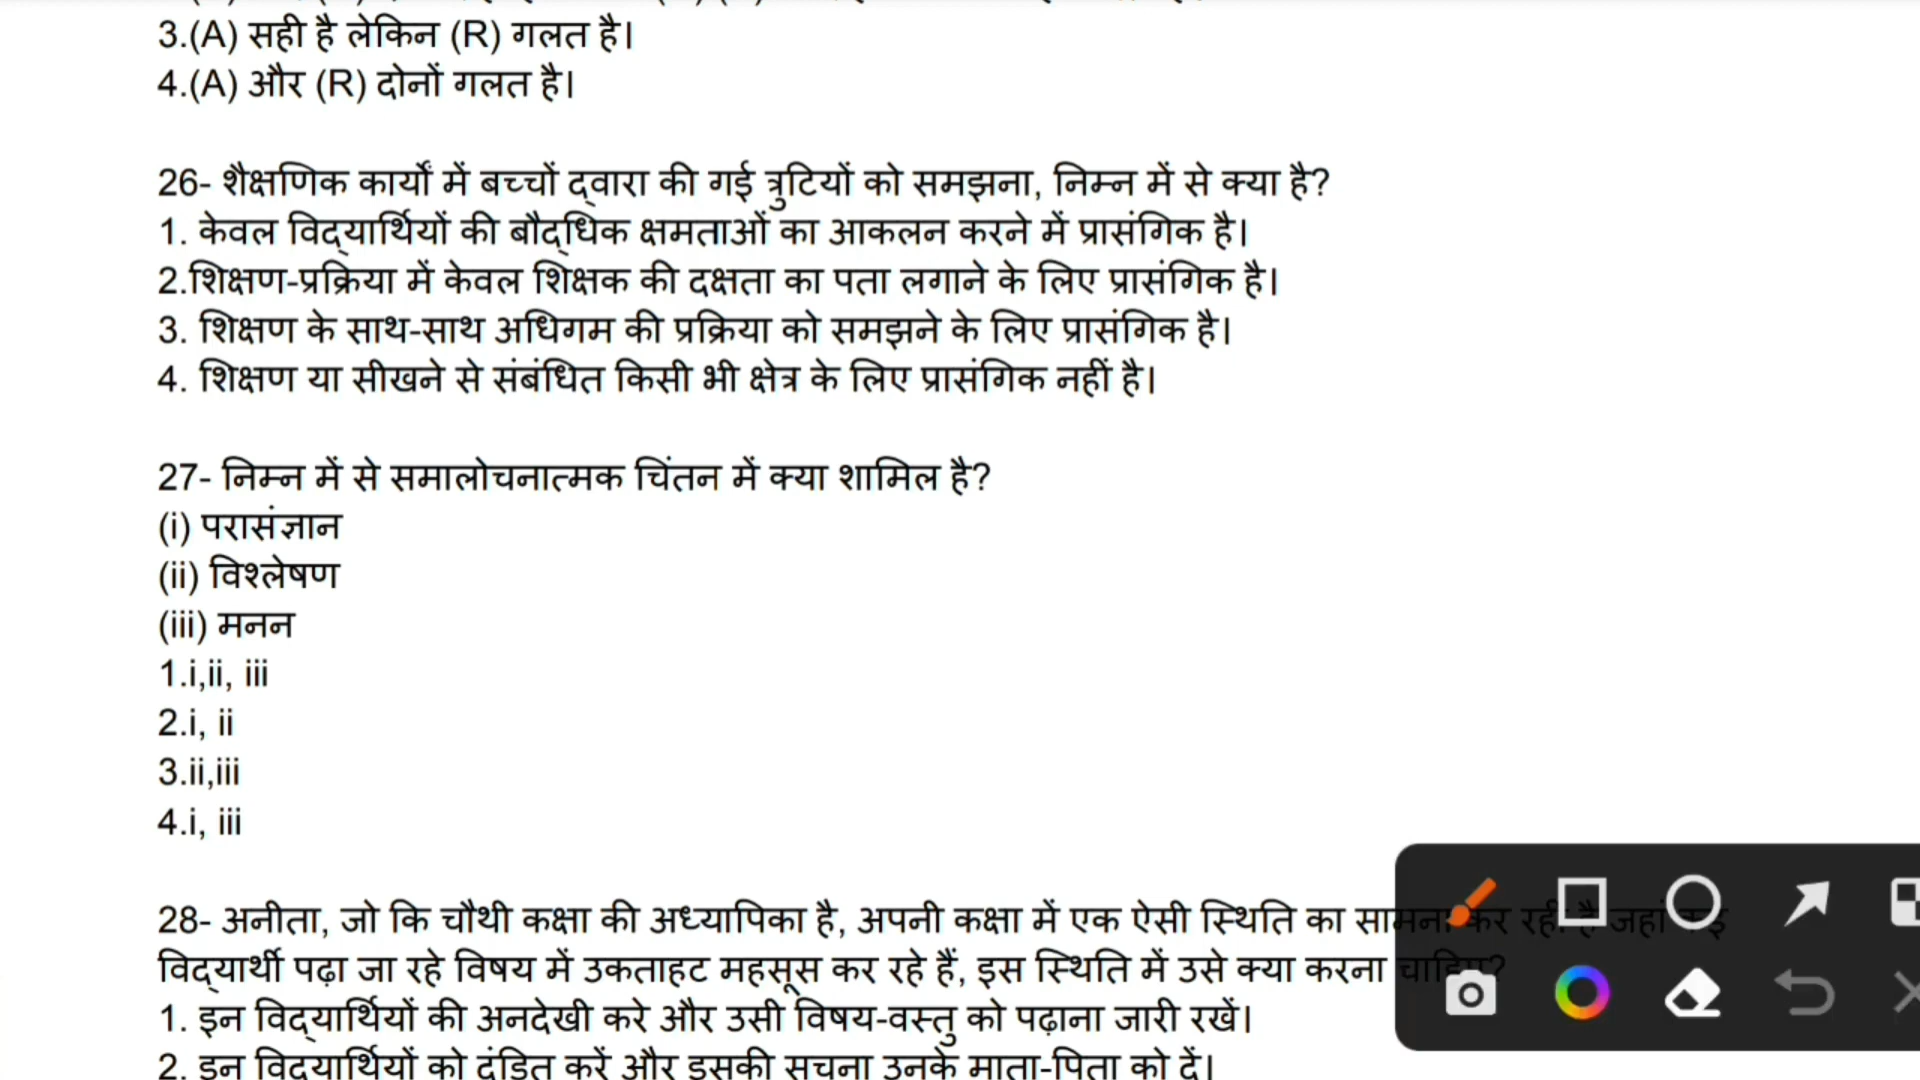 3.(A) सही है लेकिन (R) गलत है।
4.(A) और (R) दोनों गलत है।
26- शैक्षणिक कार्यों में बच्चों द्वारा की गई त्रुटियों को समझना, निम्न में से क्या है?
1. केवल विद्यार्थियों की बौद्धिक क्षमताओं का आकलन करने में प्रासंगिक है।
2.शिक्षण-प्रक्रिया में केवल शिक्षक की दक्षता का पता लगाने के लिए प्रासंगिक है।
3. शिक्षण के साथ-साथ अधिगम की प्रक्रिया को समझने के लिए प्रासंगिक है।
4. शिक्षण या सीखने से संबंधित किसी भी क्षेत्र के लिए प्रासंगिक नहीं है।
27- निम्न में से समालोचनात्मक चिंतन में क्या शामिल है?
(i) परासंज्ञान
(ii) विश्लेषण
(iii) मनन
1.i,ii, iii
2.i, ii
3.ii,iii
4.i, iii
28- अनीता, जो कि चौथी कक्षा की अध्यापिका है, अपनी कक्षा में एक ऐसी स्थिति का सामना कर रही है जहां
विद्यार्थी पढ़ा जा रहे विषय में उकताहट महसूस कर रहे हैं, इस स्थिति में उसे क्या करना चाहिए?
1. इन विद्यार्थियों की अनदेखी करे और उसी विषय-वस्तु को पढ़ाना जारी रखें।
2. इन विद्यार्थियों को दंडित करें और इसकी सूचना उनके माता-पिता को दें।